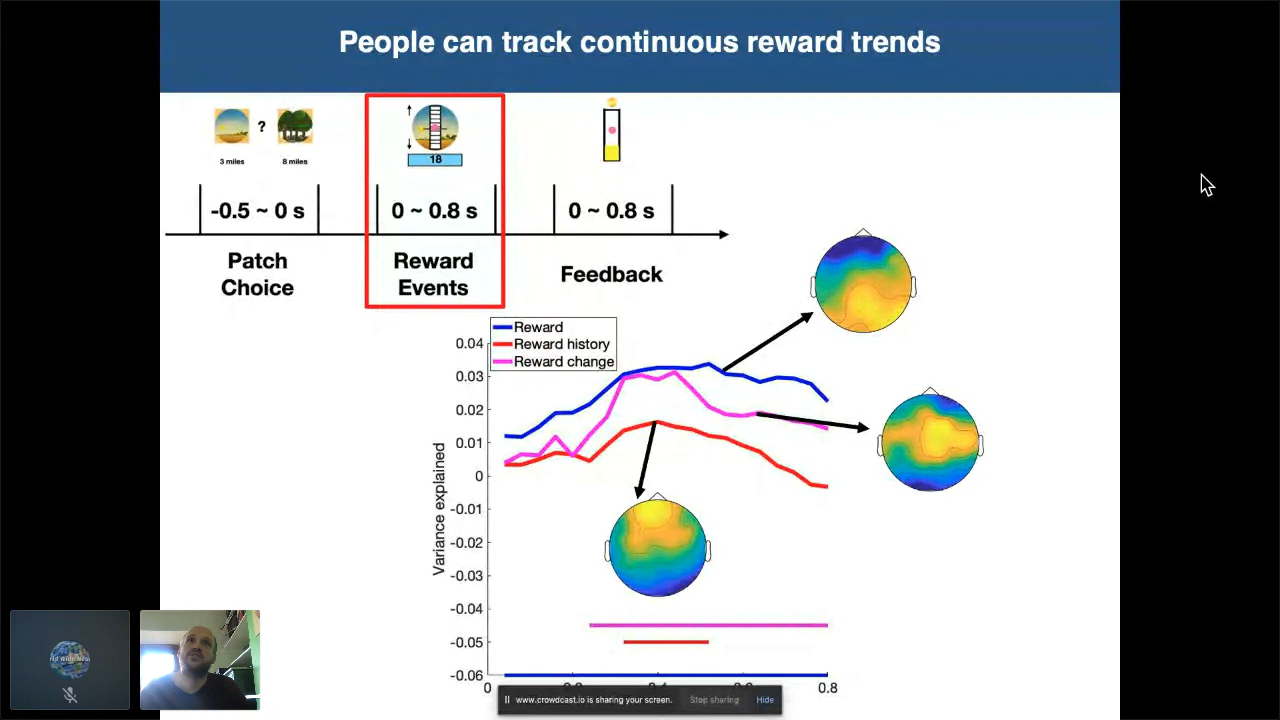 People can track continuous reward trends
?
3 miles
8 miles
18
-0.5 ~ 0 s
0 ~ 0.8 s
0 ~ 0.8 s
Patch
Choice
Reward
Events
Feedback
Reward
Reward history
Reward change
Variance explained
0.04
0.03
0.02
0.01
0
-0.01
-0.02
-0.03
-0.04
-0.05
-0.06
0
0.8
www.crowdcast.io is sharing your screen.
Stop sharing
Hide